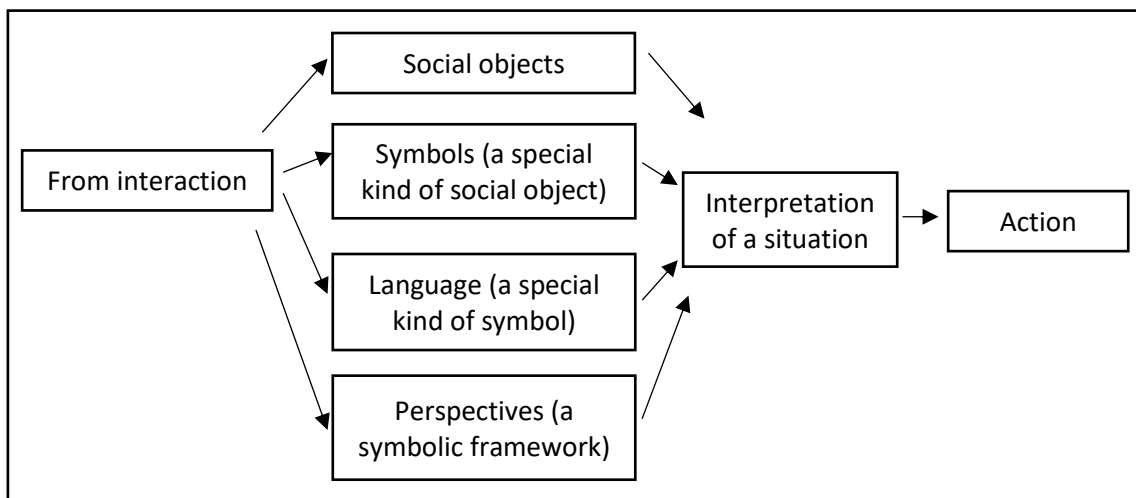 From interaction
Social objects
Symbols (a special
kind of social object)
Language (a special
kind of symbol)
Perspectives (a
symbolic framework)
Interpretation
of a situation
Action